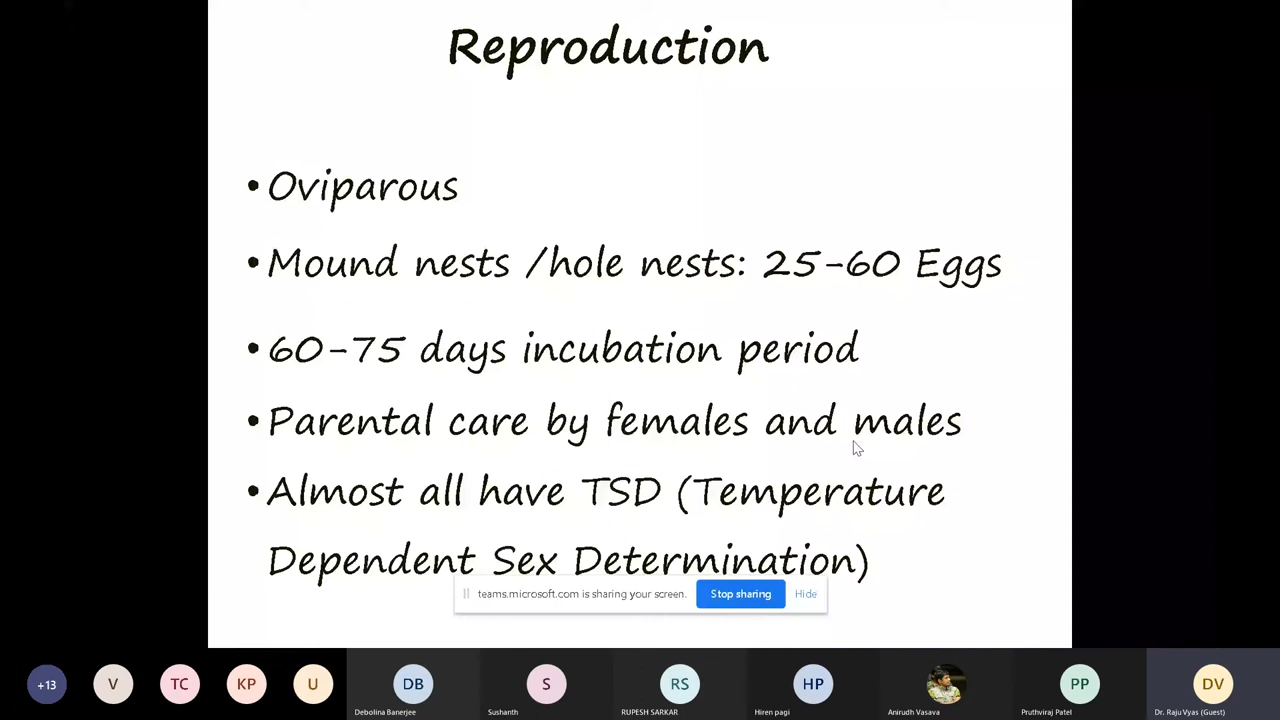 Reproduction
• Oviparous
• Mound nests /hole nests: 25-60 Eggs
• 60-75 days incubation period
• Parental care by females and males
• Almost all have TSD (Temperature
Dependent Sex Determination)
teams.microsoft.com is sharing your screen. Stop sharing Hide
+13 V TC KP U DB S RS HP PP DV
Debolina Banerjee Sushanth RUPESH SARKAR Hiren pagi Anirudh Vasava Pruthviraj Patel Dr. Raju Vyas (Guest)